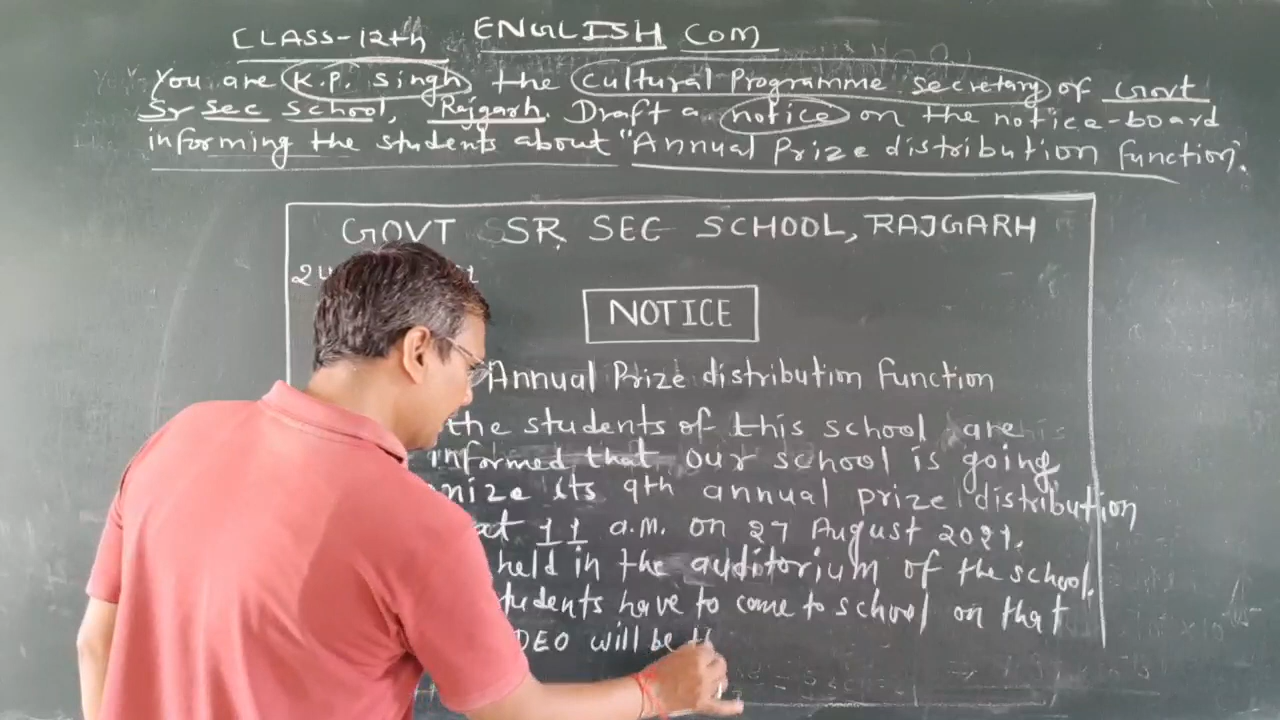 CLASS-12th ENGLISH COM
You are K.P. Singh the Cultural Programme secretary of Govt
Sr Sec School, Rajgarh. Draft a notice on the notice-board
informing the students about "Annual Prize distribution function".
GOVT SR SEC SCHOOL, RAJGARH
24
NOTICE
Annual Prize distribution function
the students of this school are
informed that our school is going
its 9th annual prize distribution
at 11 a.m. on 27 August 2021.
held in the auditorium of the school.
students have to come to school on that
DEO will be